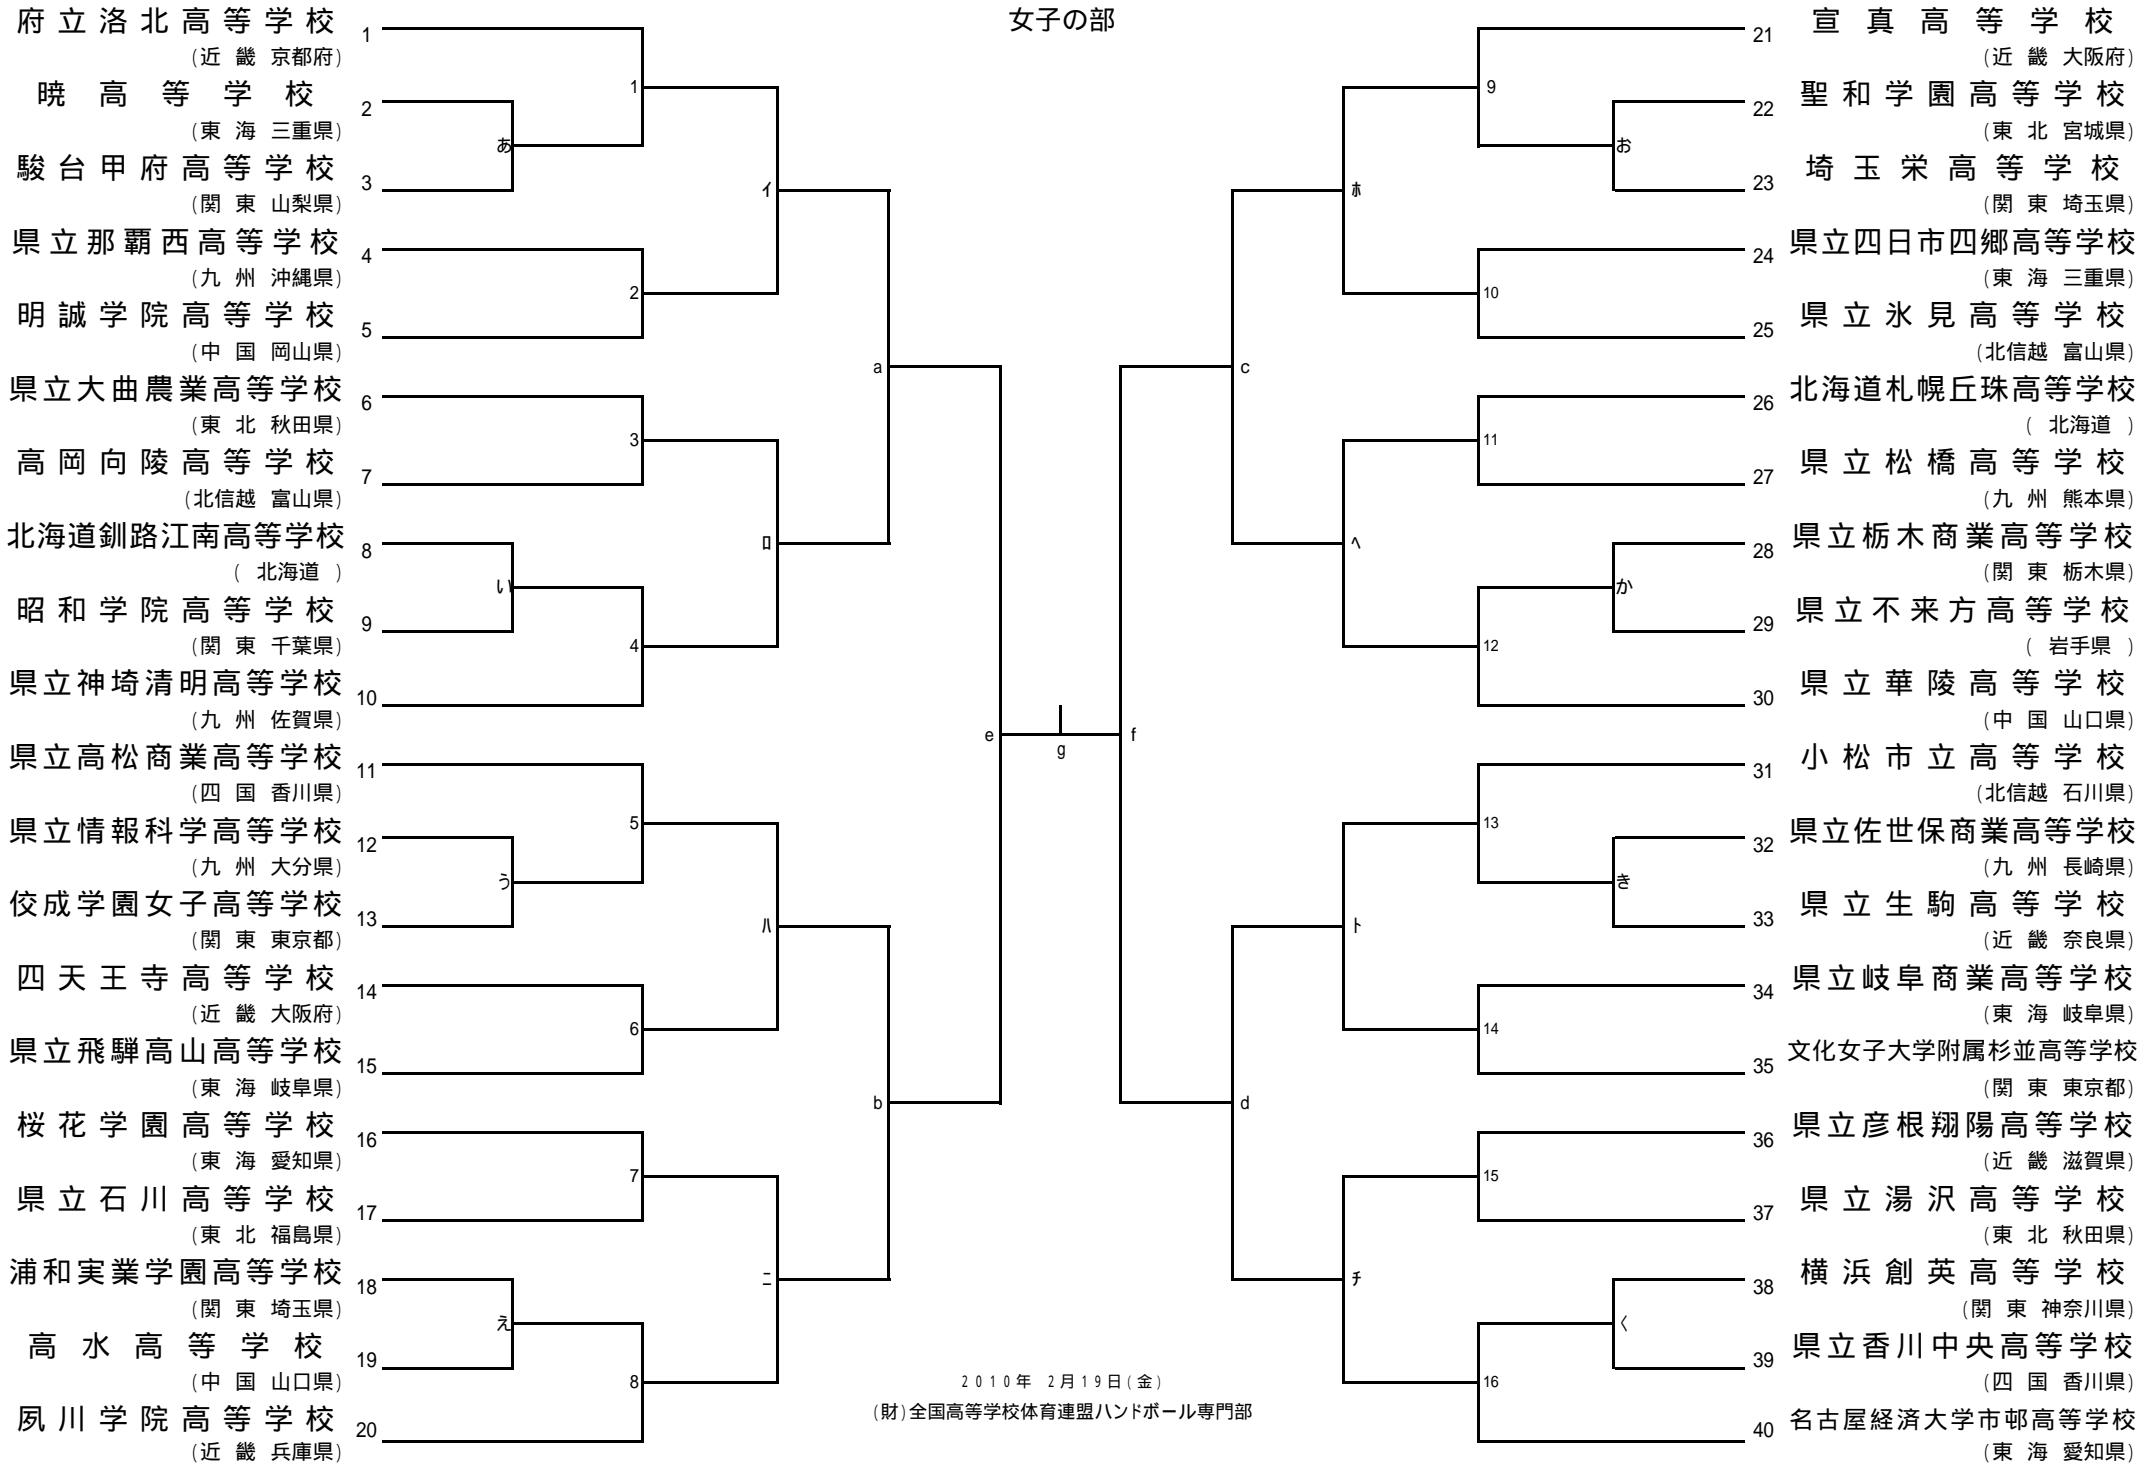 女子の部
府立洛北高等学校 1
(近 畿 京都府)
暁高等学校 2
(東 海 三重県)
駿台甲府高等学校 3
(関 東 山梨県)
県立那覇西高等学校 4
(九 州 沖縄県)
明誠学院高等学校 5
(中 国 岡山県)
県立大曲農業高等学校 6
(東 北 秋田県)
高岡向陵高等学校 7
(北信越 富山県)
北海道釧路江南高等学校 8
( 北海道 )
昭和学院高等学校 9
(関 東 千葉県)
県立神埼清明高等学校 10
(九 州 佐賀県)
県立高松商業高等学校 11
(四 国 香川県)
県立情報科学高等学校 12
(九 州 大分県)
佼成学園女子高等学校 13
(関 東 東京都)
四天王寺高等学校 14
(近 畿 大阪府)
県立飛騨高山高等学校 15
(東 海 岐阜県)
桜花学園高等学校 16
(東 海 愛知県)
県立石川高等学校 17
(東 北 福島県)
浦和実業学園高等学校 18
(関 東 埼玉県)
高水高等学校 19
(中 国 山口県)
夙川学院高等学校 20
(近 畿 兵庫県)
あ
い
う
え
1
2
3
4
5
6
7
8
イ
ロ
ハ
ニ
a
b
e
g
f
c
d
ホ
ヘ
ト
チ
9
10
11
12
13
14
15
16
お
か
き
く
21 宣真高等学校
(近 畿 大阪府)
22 聖和学園高等学校
(東 北 宮城県)
23 埼玉栄高等学校
(関 東 埼玉県)
24 県立四日市四郷高等学校
(東 海 三重県)
25 県立氷見高等学校
(北信越 富山県)
26 北海道札幌丘珠高等学校
( 北海道 )
27 県立松橋高等学校
(九 州 熊本県)
28 県立栃木商業高等学校
(関 東 栃木県)
29 県立不来方高等学校
( 岩手県 )
30 県立華陵高等学校
(中 国 山口県)
31 小松市立高等学校
(北信越 石川県)
32 県立佐世保商業高等学校
(九 州 長崎県)
33 県立生駒高等学校
(近 畿 奈良県)
34 県立岐阜商業高等学校
(東 海 岐阜県)
35 文化女子大学附属杉並高等学校
(関 東 東京都)
36 県立彦根翔陽高等学校
(近 畿 滋賀県)
37 県立湯沢高等学校
(東 北 秋田県)
38 横浜創英高等学校
(関 東 神奈川県)
39 県立香川中央高等学校
(四 国 香川県)
40 名古屋経済大学市邨高等学校
(東 海 愛知県)
2010年 2月19日(金)
(財)全国高等学校体育連盟ハンドボール専門部